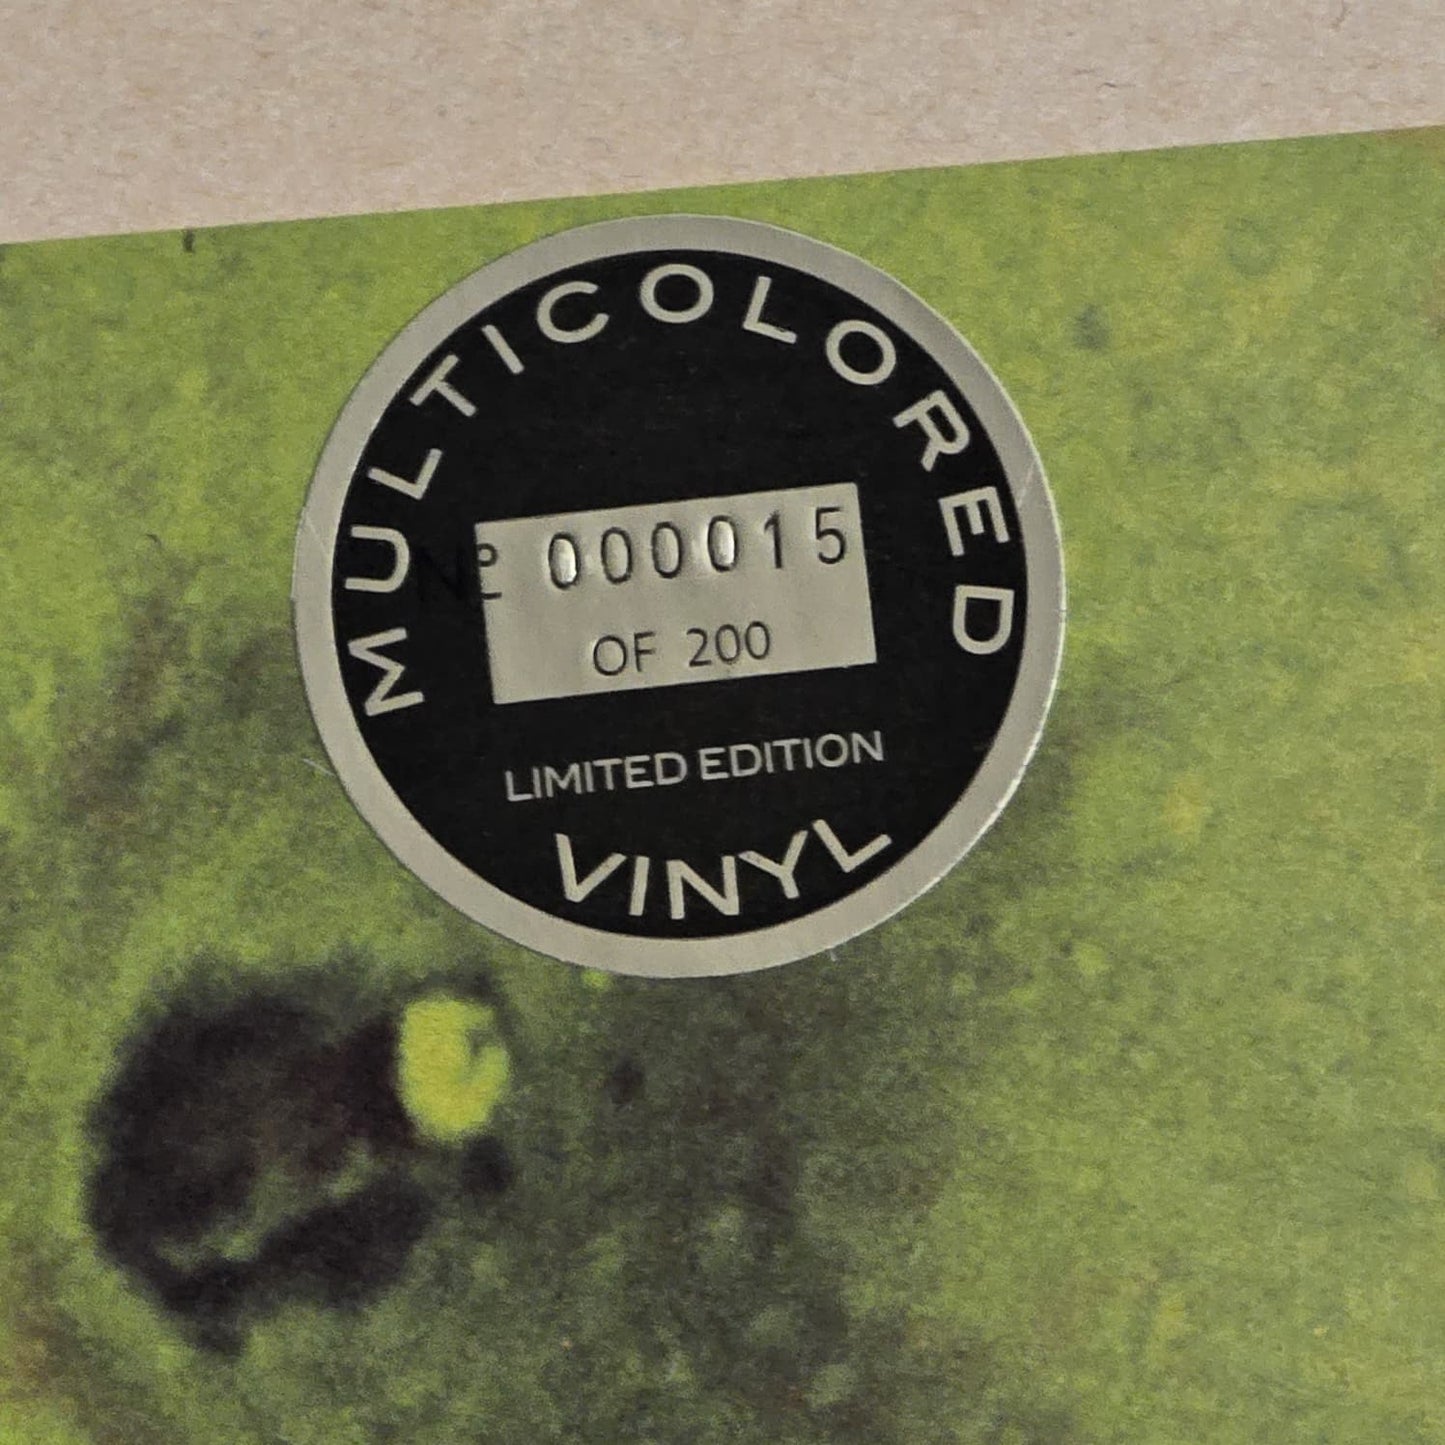 MULTICOLORED
Nº 000015
OF 200
LIMITED EDITION
VINYL